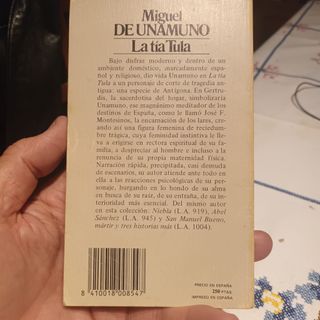 Miguel
DE UNAMUNO
La tía Tula
Bajo disfraz moderno y dentro de un
ambiente doméstico, marcadamente español
y religioso, dio vida Unamuno en La tía
Tula a un personaje de corte de tragedia an-
tigua: una especie de Antígona. En Gertru-
dis, la sacerdotina del hogar, simbolizaría
Unamuno, ese magnánimo meditador de los
destinos de España, como le llamó José F.
Montesinos, la encarnación de los lares, crean-
do así una figura femenina de reciedum-
bre trágica, cuya feminidad instintiva le lleva
a erigirse en rectora espiritual de su fa-
milia, a despreciar al hombre e incluso a la
renuncia de su propia maternidad física.
Narración rápida, precipitada, casi desnuda
de escenarios, su autor atiende ante todo en
ella a las reacciones psicológicas de su per-
sonaje, hurgando en lo hondo de su alma
en busca de su raíz, de su entraña, de su in-
terioridad más esencial. Del mismo autor
en esta colección: Niebla (L.A. 919), Abel
Sánchez (L.A. 945) y San Manuel Bueno,
mártir y tres historias más (L.A. 1004).
8 410018 008547
PRECIO EN ESPAÑA
250 PTAS.
IMPRESO EN ESPAÑA